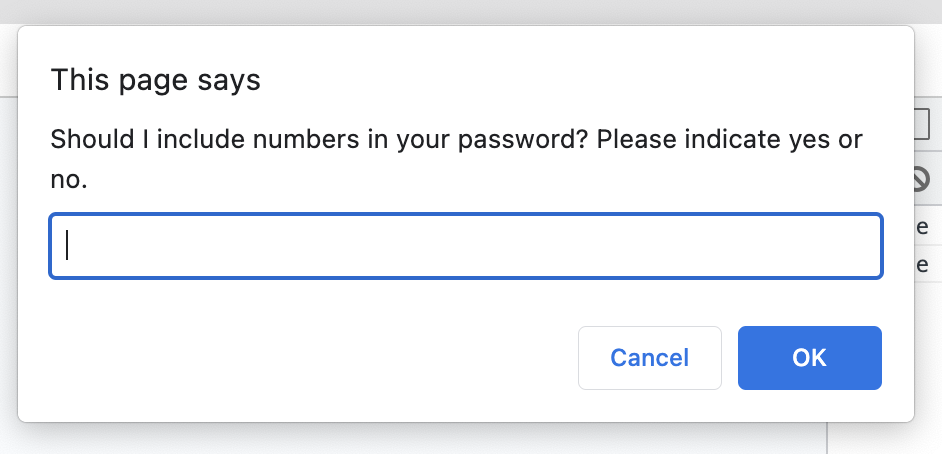 This page says
Should I include numbers in your password? Please indicate yes or
no.
e
e
Cancel
OK